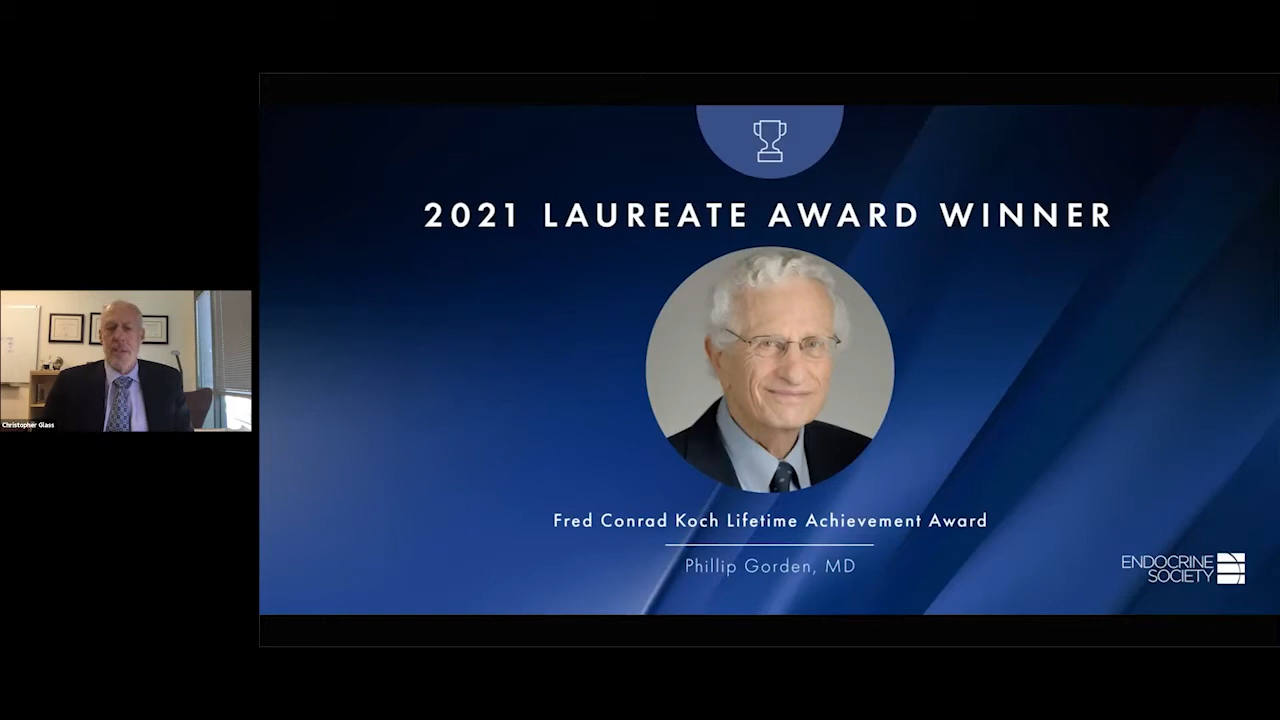 2021 LAUREATE AWARD WINNER
Fred Conrad Koch Lifetime Achievement Award
Phillip Gorden, MD
ENDOCRINE
SOCIETY
Christopher Glass